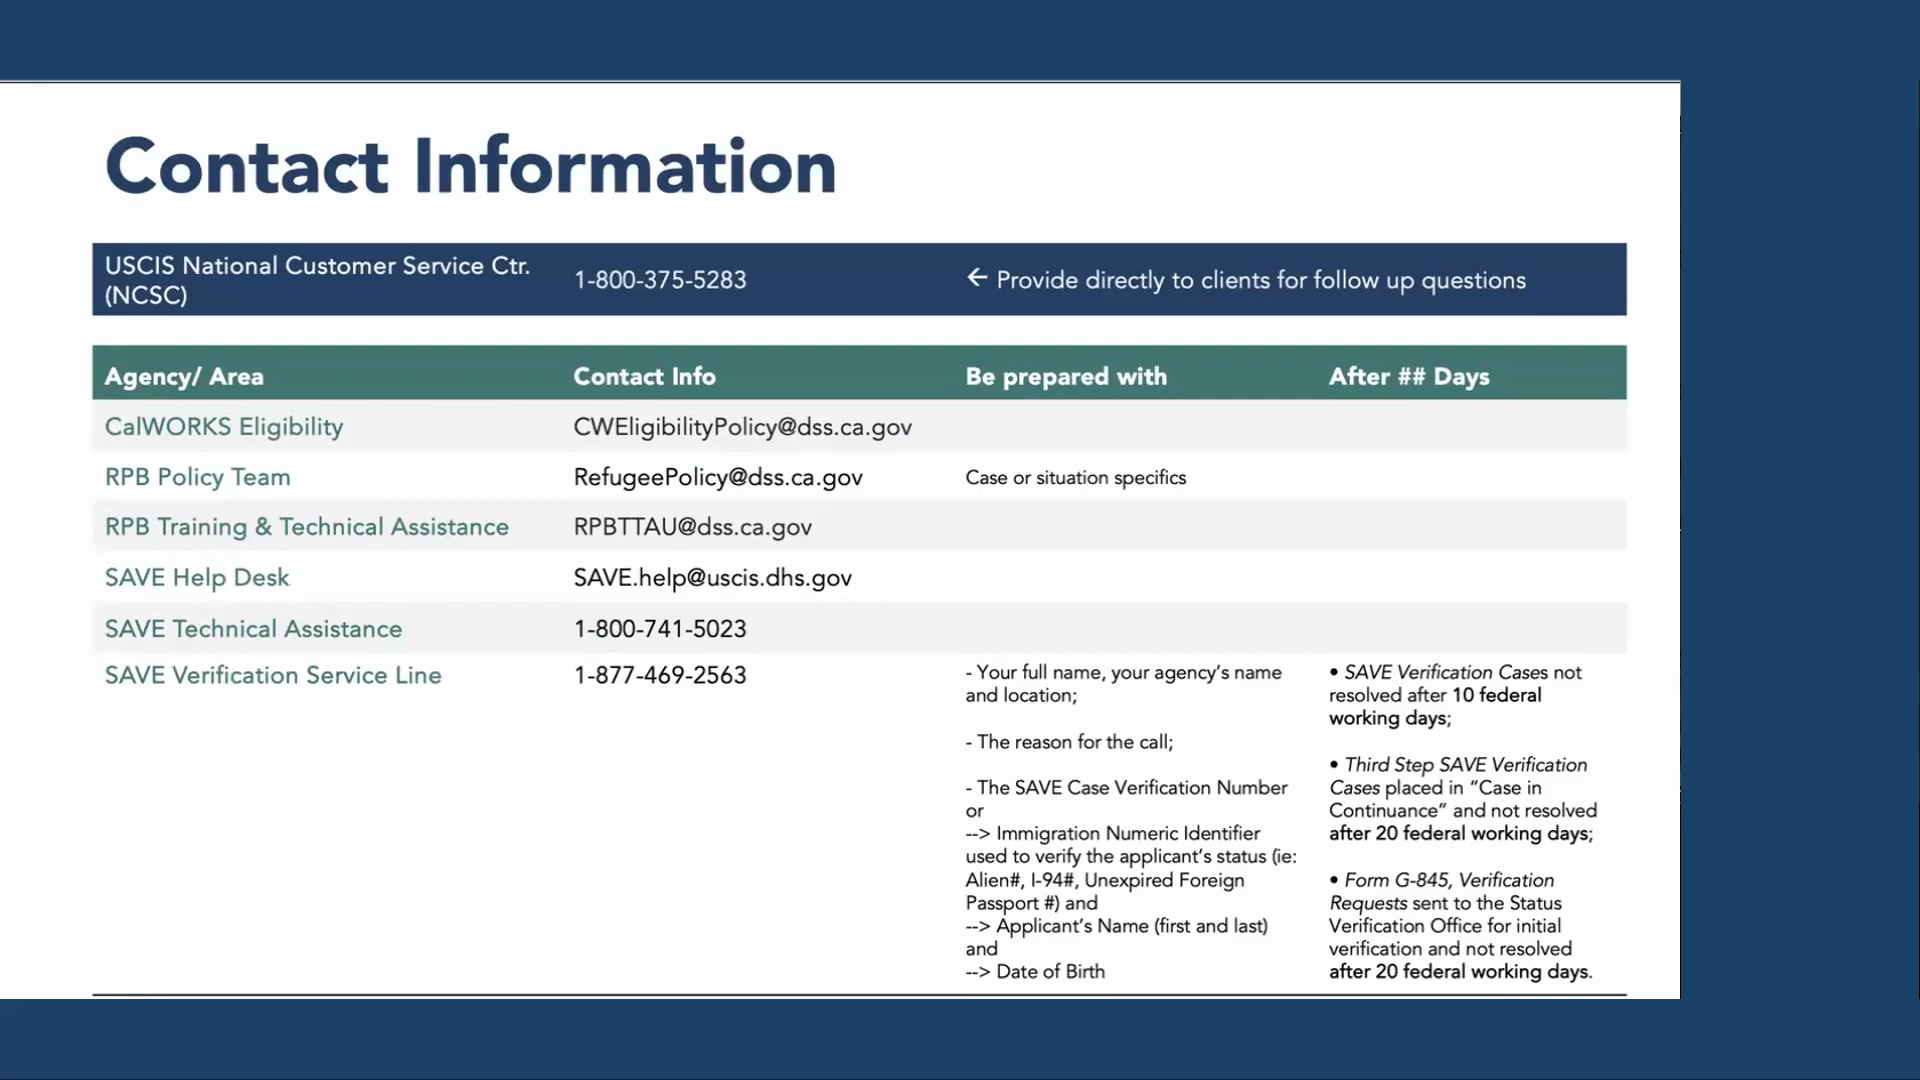 Contact Information
USCIS National Customer Service Ctr.
(NCSC)
1-800-375-5283
← Provide directly to clients for follow up questions
Agency/ Area
Contact Info
Be prepared with
After ## Days
CalWORKS Eligibility
CWEligibilityPolicy@dss.ca.gov
RPB Policy Team
RefugeePolicy@dss.ca.gov
Case or situation specifics
RPB Training & Technical Assistance
RPBTTAU@dss.ca.gov
SAVE Help Desk
SAVE.help@uscis.dhs.gov
SAVE Technical Assistance
1-800-741-5023
SAVE Verification Service Line
1-877-469-2563
- Your full name, your agency’s name
and location;
- The reason for the call;
- The SAVE Case Verification Number
or
--> Immigration Numeric Identifier
used to verify the applicant’s status (ie:
Alien#, I-94#, Unexpired Foreign
Passport #) and
--> Applicant’s Name (first and last)
and
--> Date of Birth
• SAVE Verification Cases not
resolved after 10 federal
working days;
• Third Step SAVE Verification
Cases placed in “Case in
Continuance” and not resolved
after 20 federal working days;
• Form G-845, Verification
Requests sent to the Status
Verification Office for initial
verification and not resolved
after 20 federal working days.